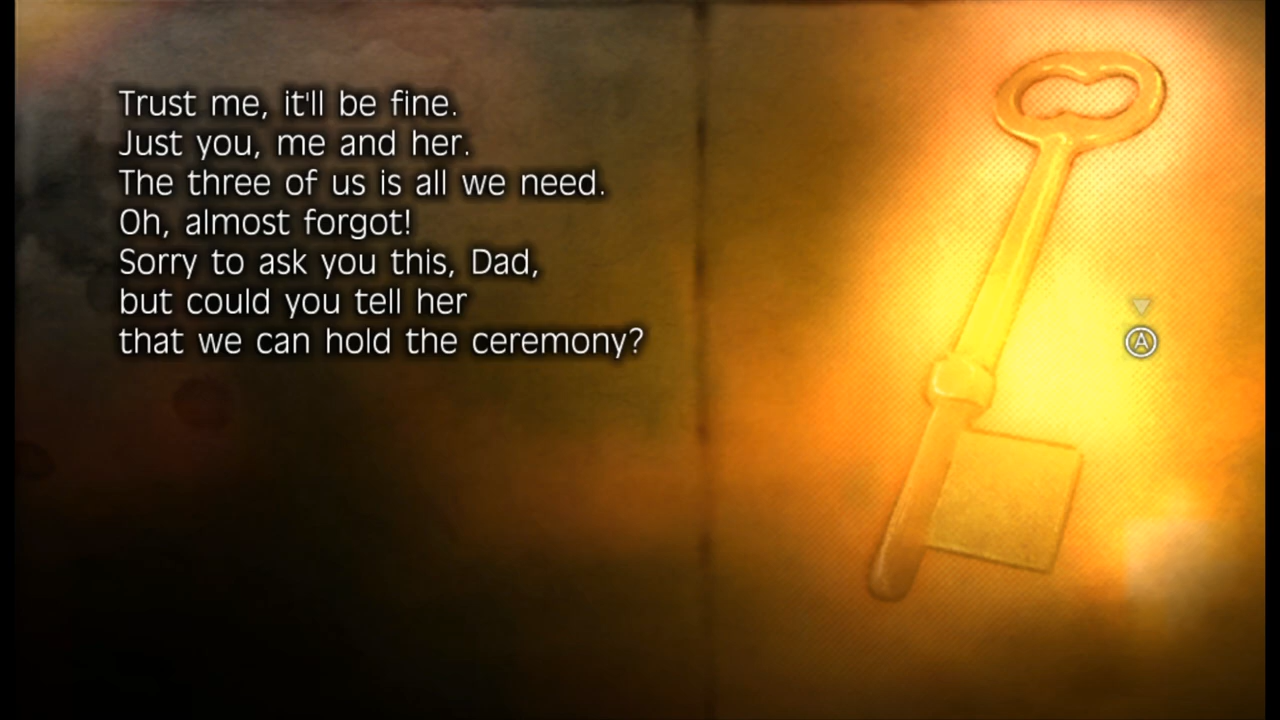 Trust me, it'll be fine.
Just you, me and her.
The three of us is all we need.
Oh, almost forgot!
Sorry to ask you this, Dad,
but could you tell her
that we can hold the ceremony?
A